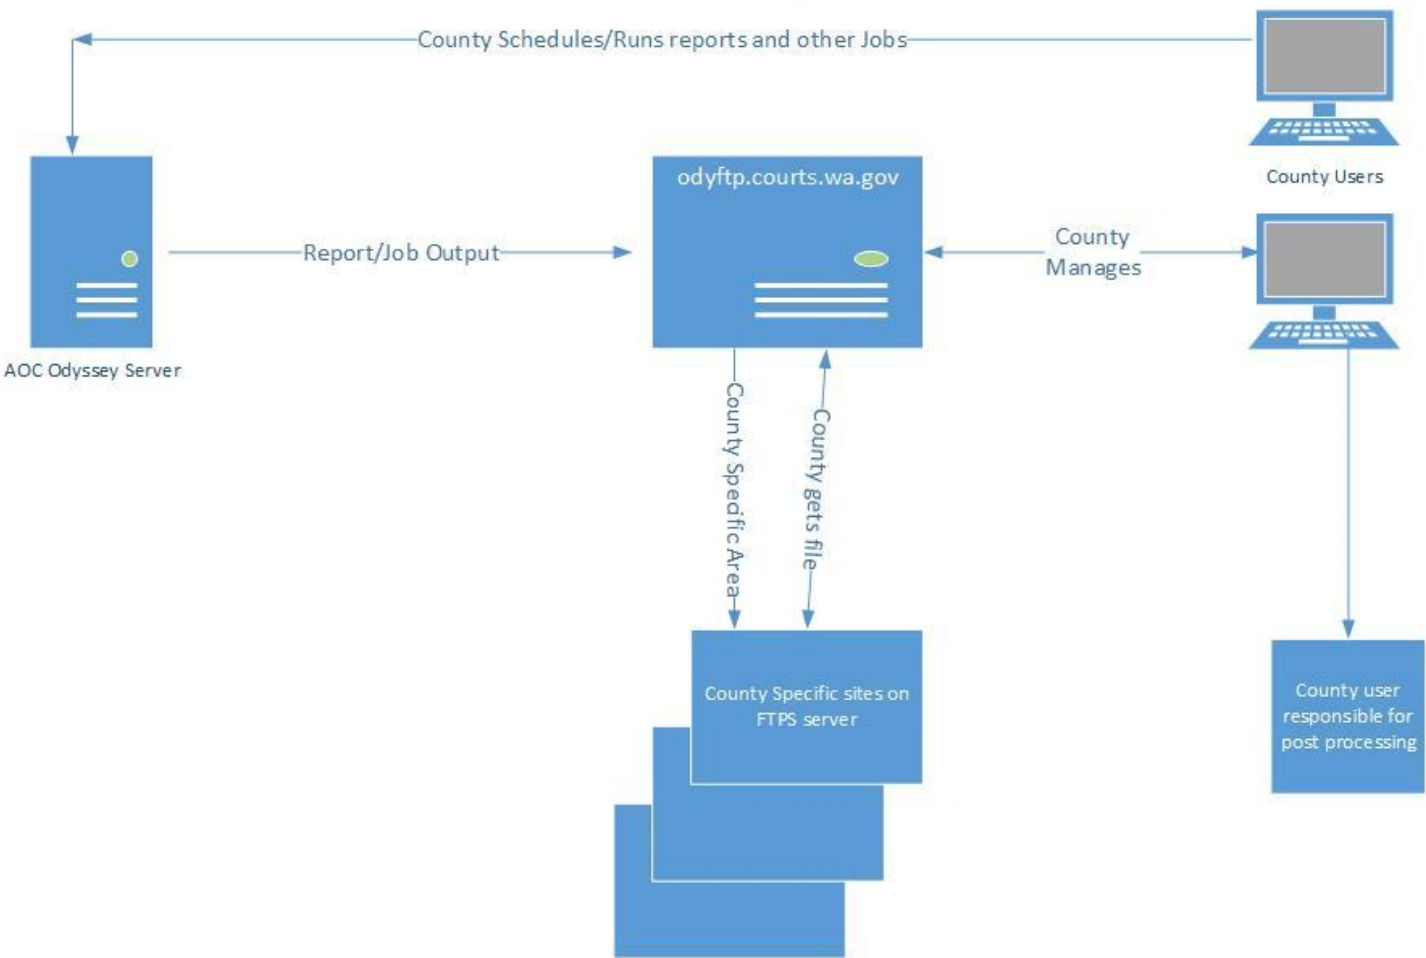 County Schedules/Runs reports and other Jobs
County Users
odyftp.courts.wa.gov
Report/Job Output
County
Manages
AOC Odyssey Server
County Specific Area
County gets file
County Specific sites on
FTPS server
County user
responsible for
post processing